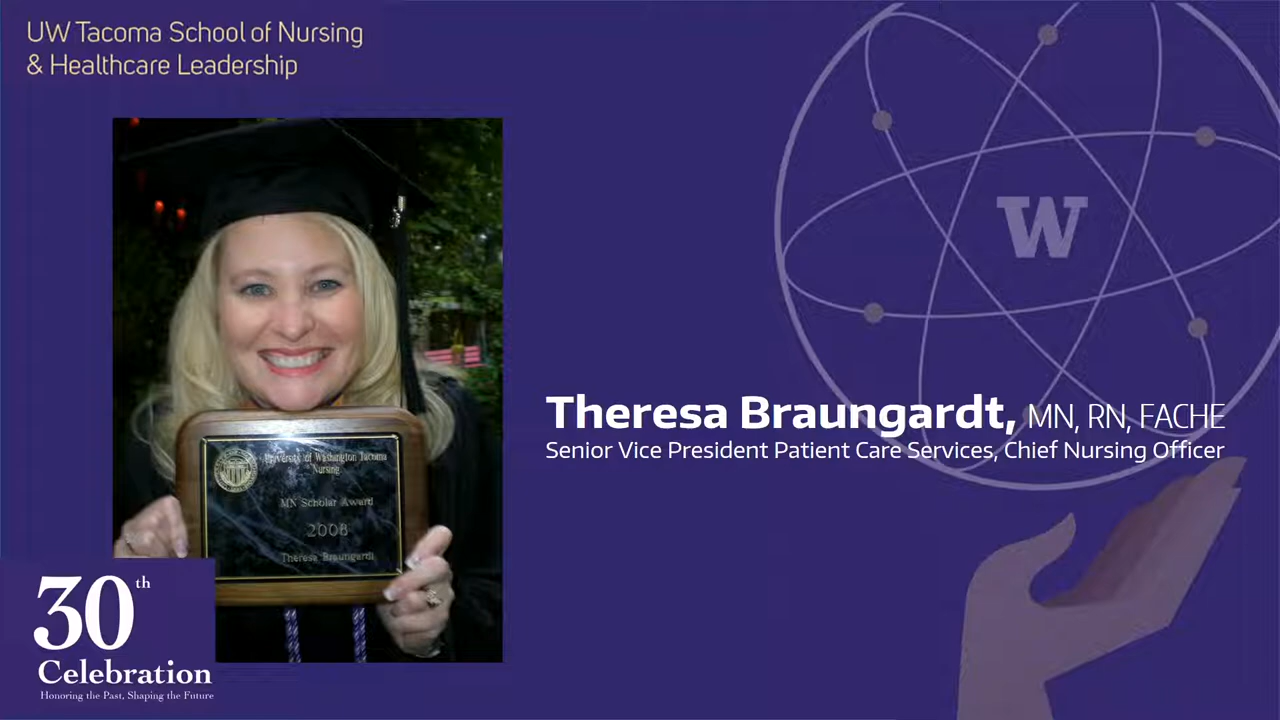 UW Tacoma School of Nursing
& Healthcare Leadership
W
University of Washington Tacoma
Nursing
MN Scholar Award
2008
Theresa Braungardt
Theresa Braungardt, MN, RN, FACHE
Senior Vice President Patient Care Services, Chief Nursing Officer
30th
Celebration
Honoring the Past, Shaping the Future